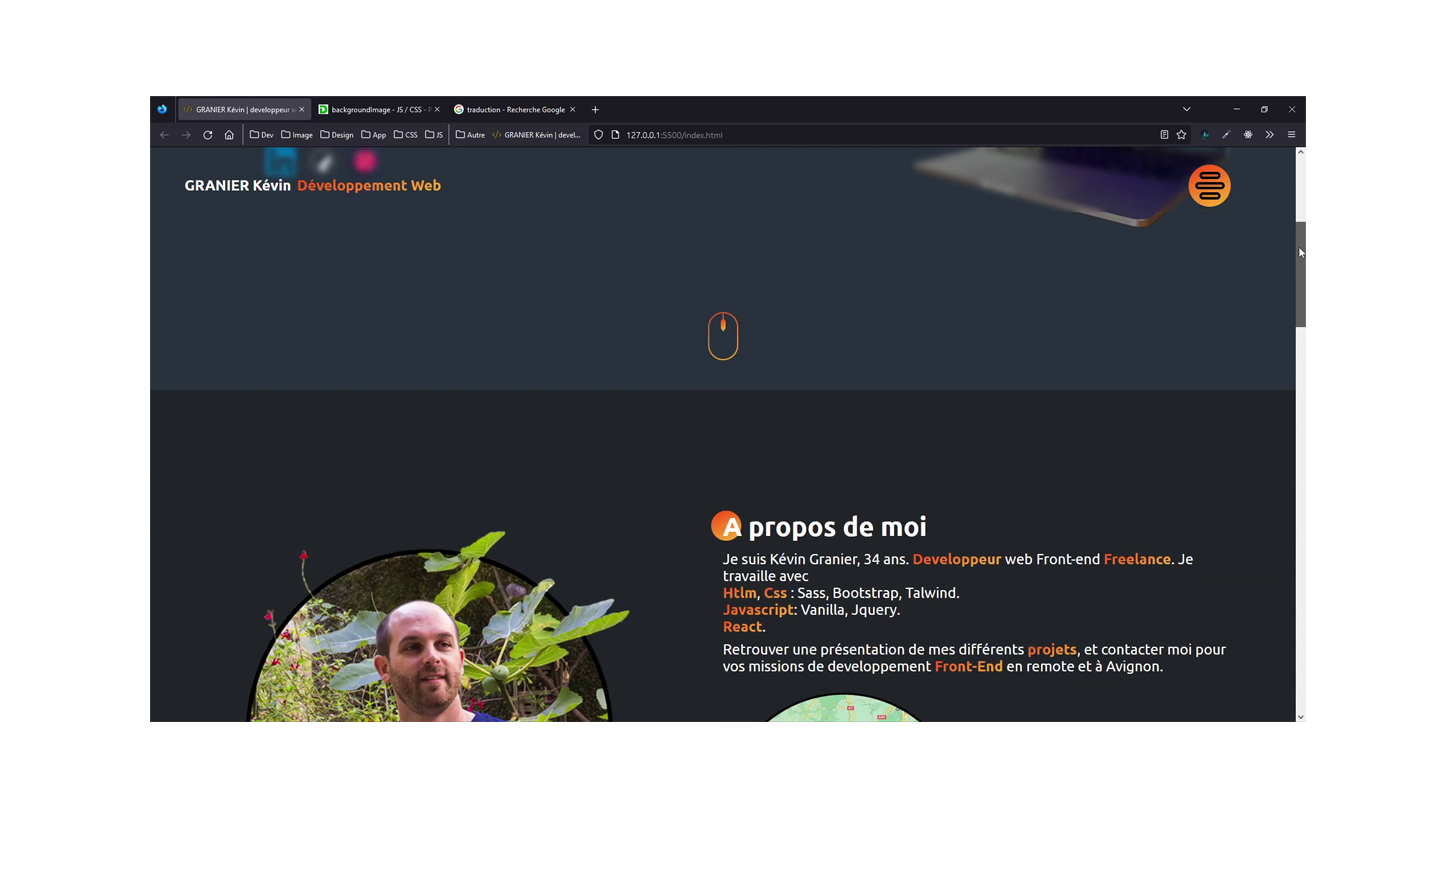 GRANIER Kévin | developpeur w
backgroundImage - JS / CSS -
traduction - Recherche Google
Dev Image Design App CSS JS Autre GRANIER Kévin | devel... 127.0.0.1:5500/index.html
GRANIER Kévin Développement Web
A propos de moi
Je suis Kévin Granier, 34 ans. Developpeur web Front-end Freelance. Je
travaille avec
Htlm, Css : Sass, Bootstrap, Talwind.
Javascript: Vanilla, Jquery.
React.
Retrouver une présentation de mes différents projets, et contacter moi pour
vos missions de developpement Front-End en remote et à Avignon.